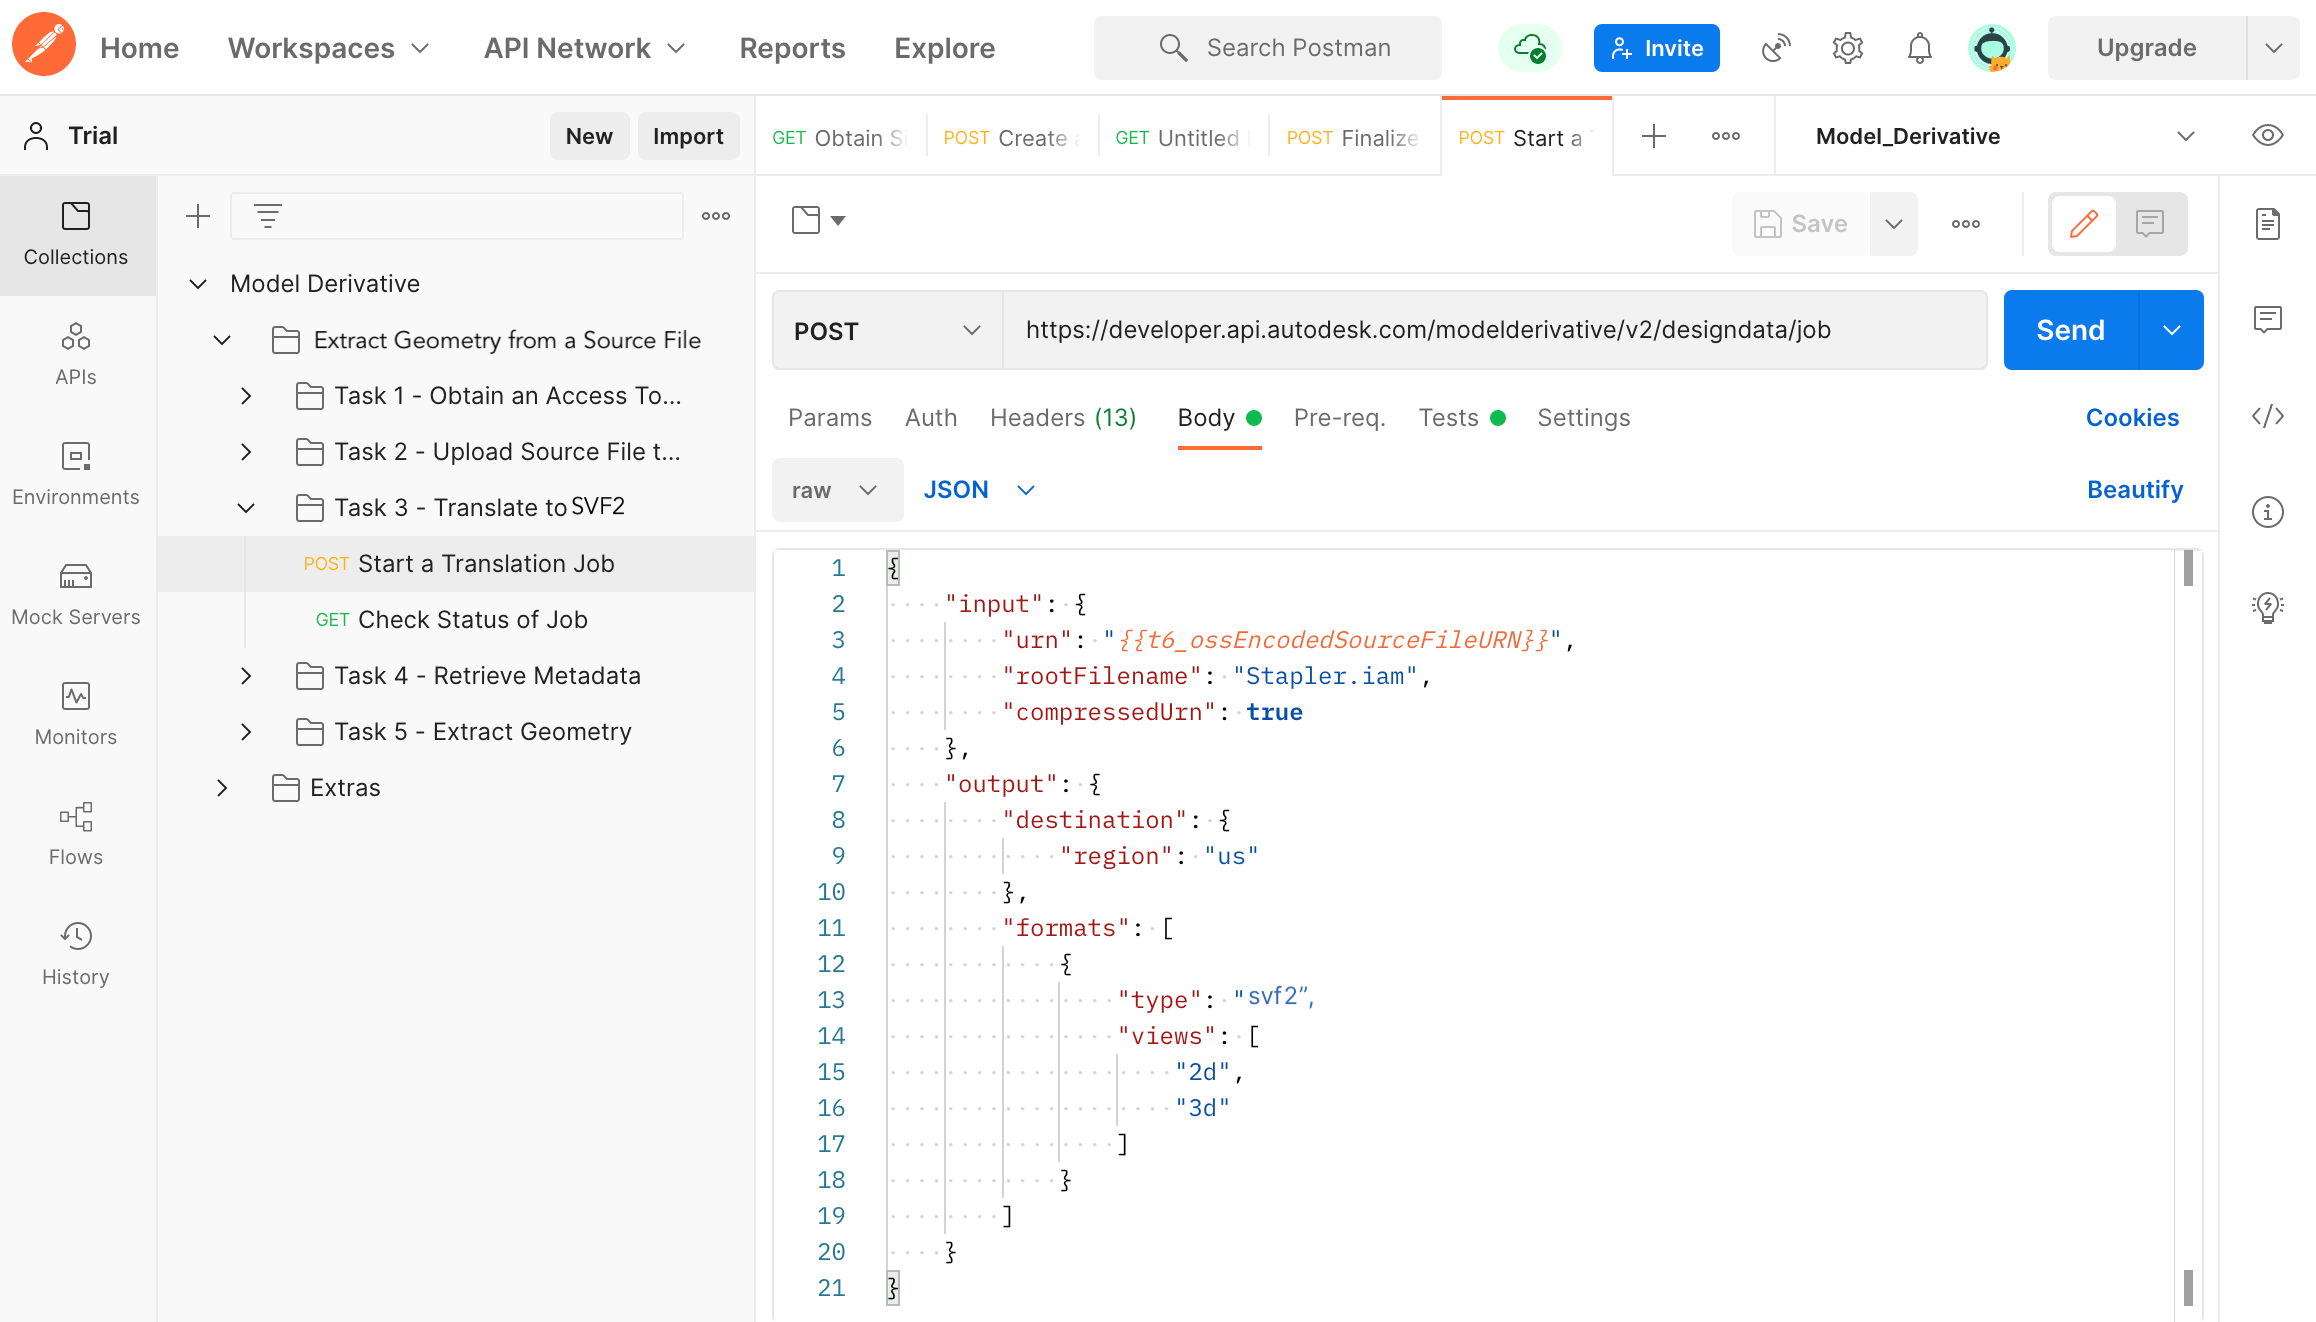 Home Workspaces API Network Reports Explore Search Postman Invite Upgrade
Trial New Import
GET Obtain S POST Create GET Untitled POST Finalize POST Start a Model_Derivative
Collections
APIs
Environments
Mock Servers
Monitors
Flows
History
Model Derivative
Extract Geometry from a Source File
Task 1 - Obtain an Access To...
Task 2 - Upload Source File t...
Task 3 - Translate to SVF2
POST Start a Translation Job
GET Check Status of Job
Task 4 - Retrieve Metadata
Task 5 - Extract Geometry
Extras
Save
POST https://developer.api.autodesk.com/modelderivative/v2/designdata/job Send
Params Auth Headers (13) Body Pre-req. Tests Settings Cookies
raw JSON Beautify
1 {
2 "input": {
3 "urn": "{{t6_ossEncodedSourceFileURN}}",
4 "rootFilename": "Stapler.iam",
5 "compressedUrn": true
6 },
7 "output": {
8 "destination": {
9 "region": "us"
10 },
11 "formats": [
12 {
13 "type": "svf2”,
14 "views": [
15 "2d",
16 "3d"
17 ]
18 }
19 ]
20 }
21 }